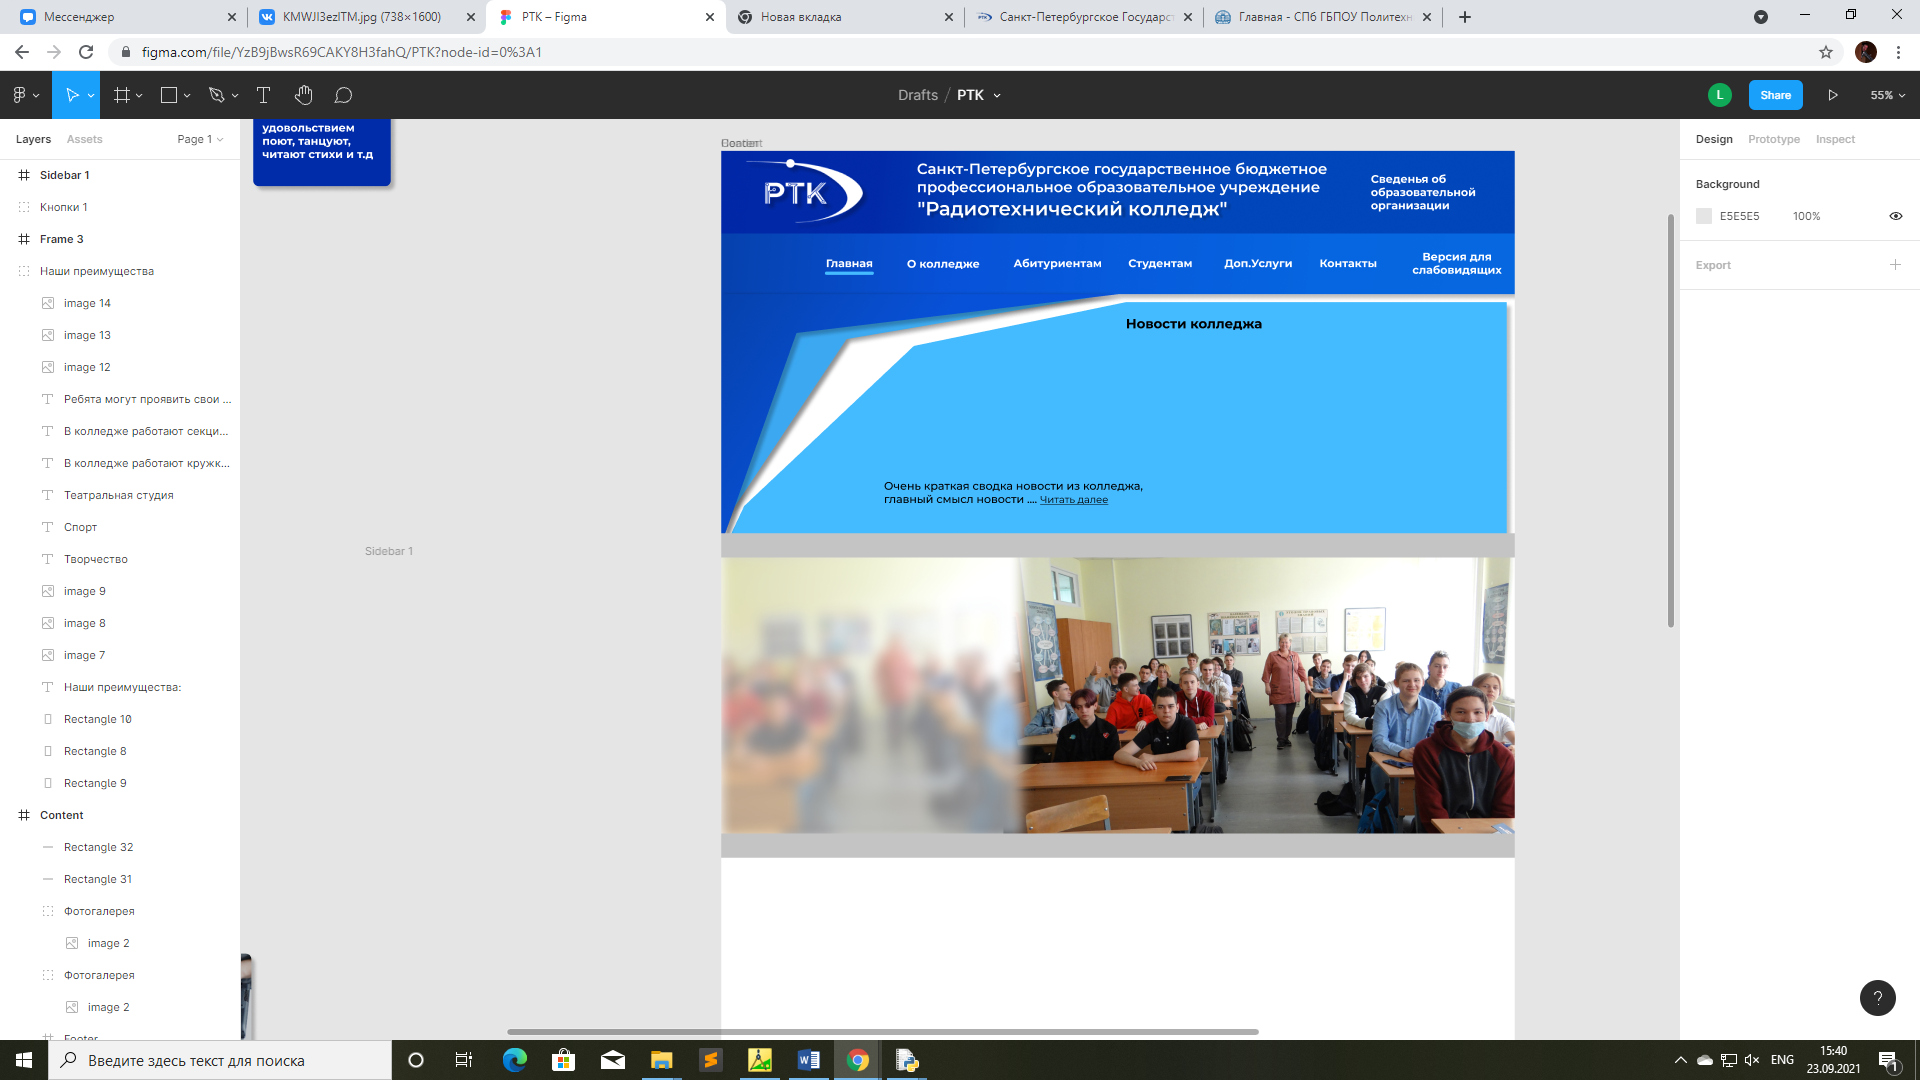 Мессенджер
KMWJl3ezlTM.jpg (738×1600)
РТК – Figma
Новая вкладка
Санкт-Петербургское Государст
Главная - СПб ГБПОУ Политехн
figma.com/file/YzB9jBwsR69CAKY8H3fahQ/РТК?node-id=0%3A1
Drafts / РТК
L
Share
55%
Layers
Assets
Page 1
Design
Prototype
Inspect
Sidebar 1
Кнопки 1
Frame 3
Наши преимущества
image 14
image 13
image 12
Ребята могут проявить свои ...
В колледже работают секци...
В колледже работают кружк...
Театральная студия
Спорт
Творчество
image 9
image 8
image 7
Наши преимущества:
Rectangle 10
Rectangle 8
Rectangle 9
Content
Rectangle 32
Rectangle 31
Фотогалерея
image 2
Фотогалерея
image 2
Footer
удовольствием
поют, танцуют,
читают стихи и т.д
Sidebar 1
РТК
Санкт-Петербургское государственное бюджетное
профессиональное образовательное учреждение
"Радиотехнический колледж"
Сведенья об
образовательной
организации
Главная
О колледже
Абитуриентам
Студентам
Доп.Услуги
Контакты
Версия для
слабовидящих
Новости колледжа
Очень краткая сводка новости из колледжа,
главный смысл новости .... Читать далее
Background
E5E5E5
100%
Export
?
Введите здесь текст для поиска
ENG
15:40
23.09.2021
1